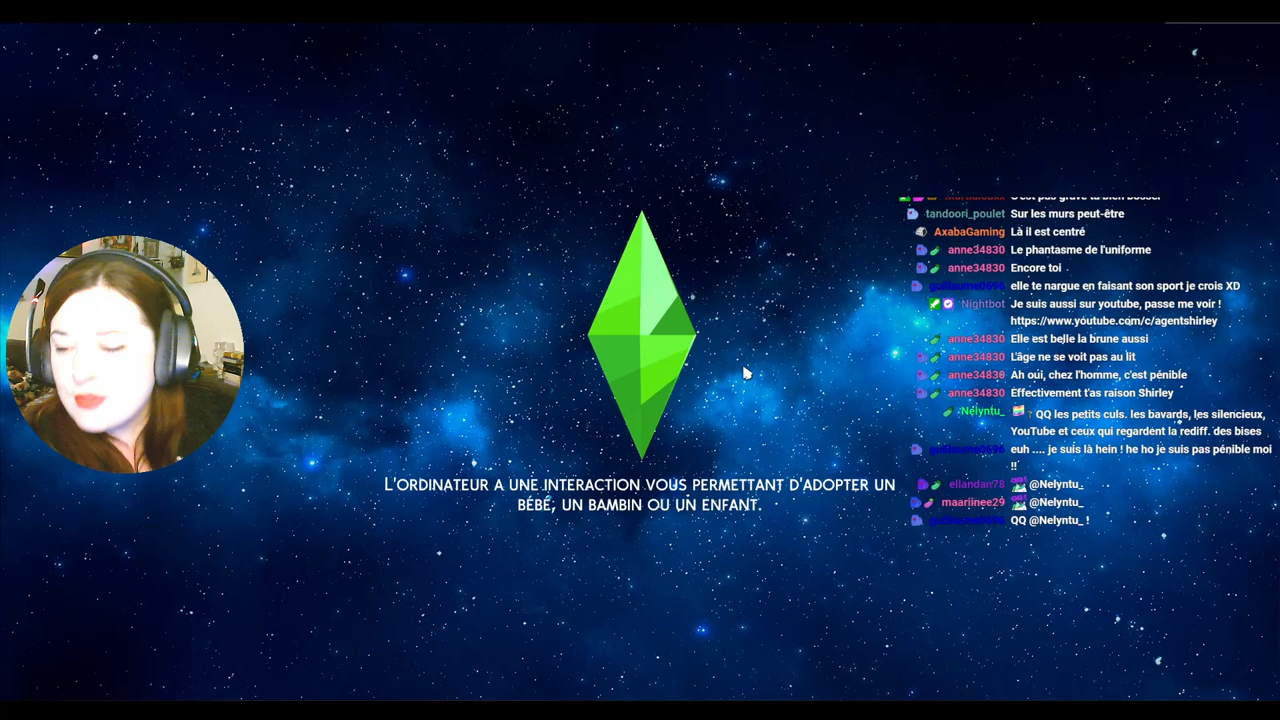 L'ORDINATEUR A UNE INTERACTION VOUS PERMETTANT D'ADOPTER UN
BÉBÉ, UN BAMBIN OU UN ENFANT.
tandoori_poulet Sur les murs peut-être
AxabaGaming Là il est centré
anne34830 Le phantasme de l'uniforme
anne34830 Encore toi
guillaume0696 elle te nargue en faisant son sport je crois XD
Nightbot Je suis aussi sur youtube, passe me voir !
https://www.youtube.com/c/agentshirley
anne34830 Elle est belle la brune aussi
anne34830 L'âge ne se voit pas au lit
anne34830 Ah oui, chez l'homme, c'est pénible
anne34830 Effectivement t'as raison Shirley
Nelyntu_ QQ les petits culs. les bavards, les silencieux,
YouTube et ceux qui regardent la rediff. des bises
guillaume0696 euh .... je suis là hein ! he ho je suis pas pénible moi
!!
ellandan78 @Nelyntu_
maariinee29 @Nelyntu_
guillaume0696 QQ @Nelyntu_ !